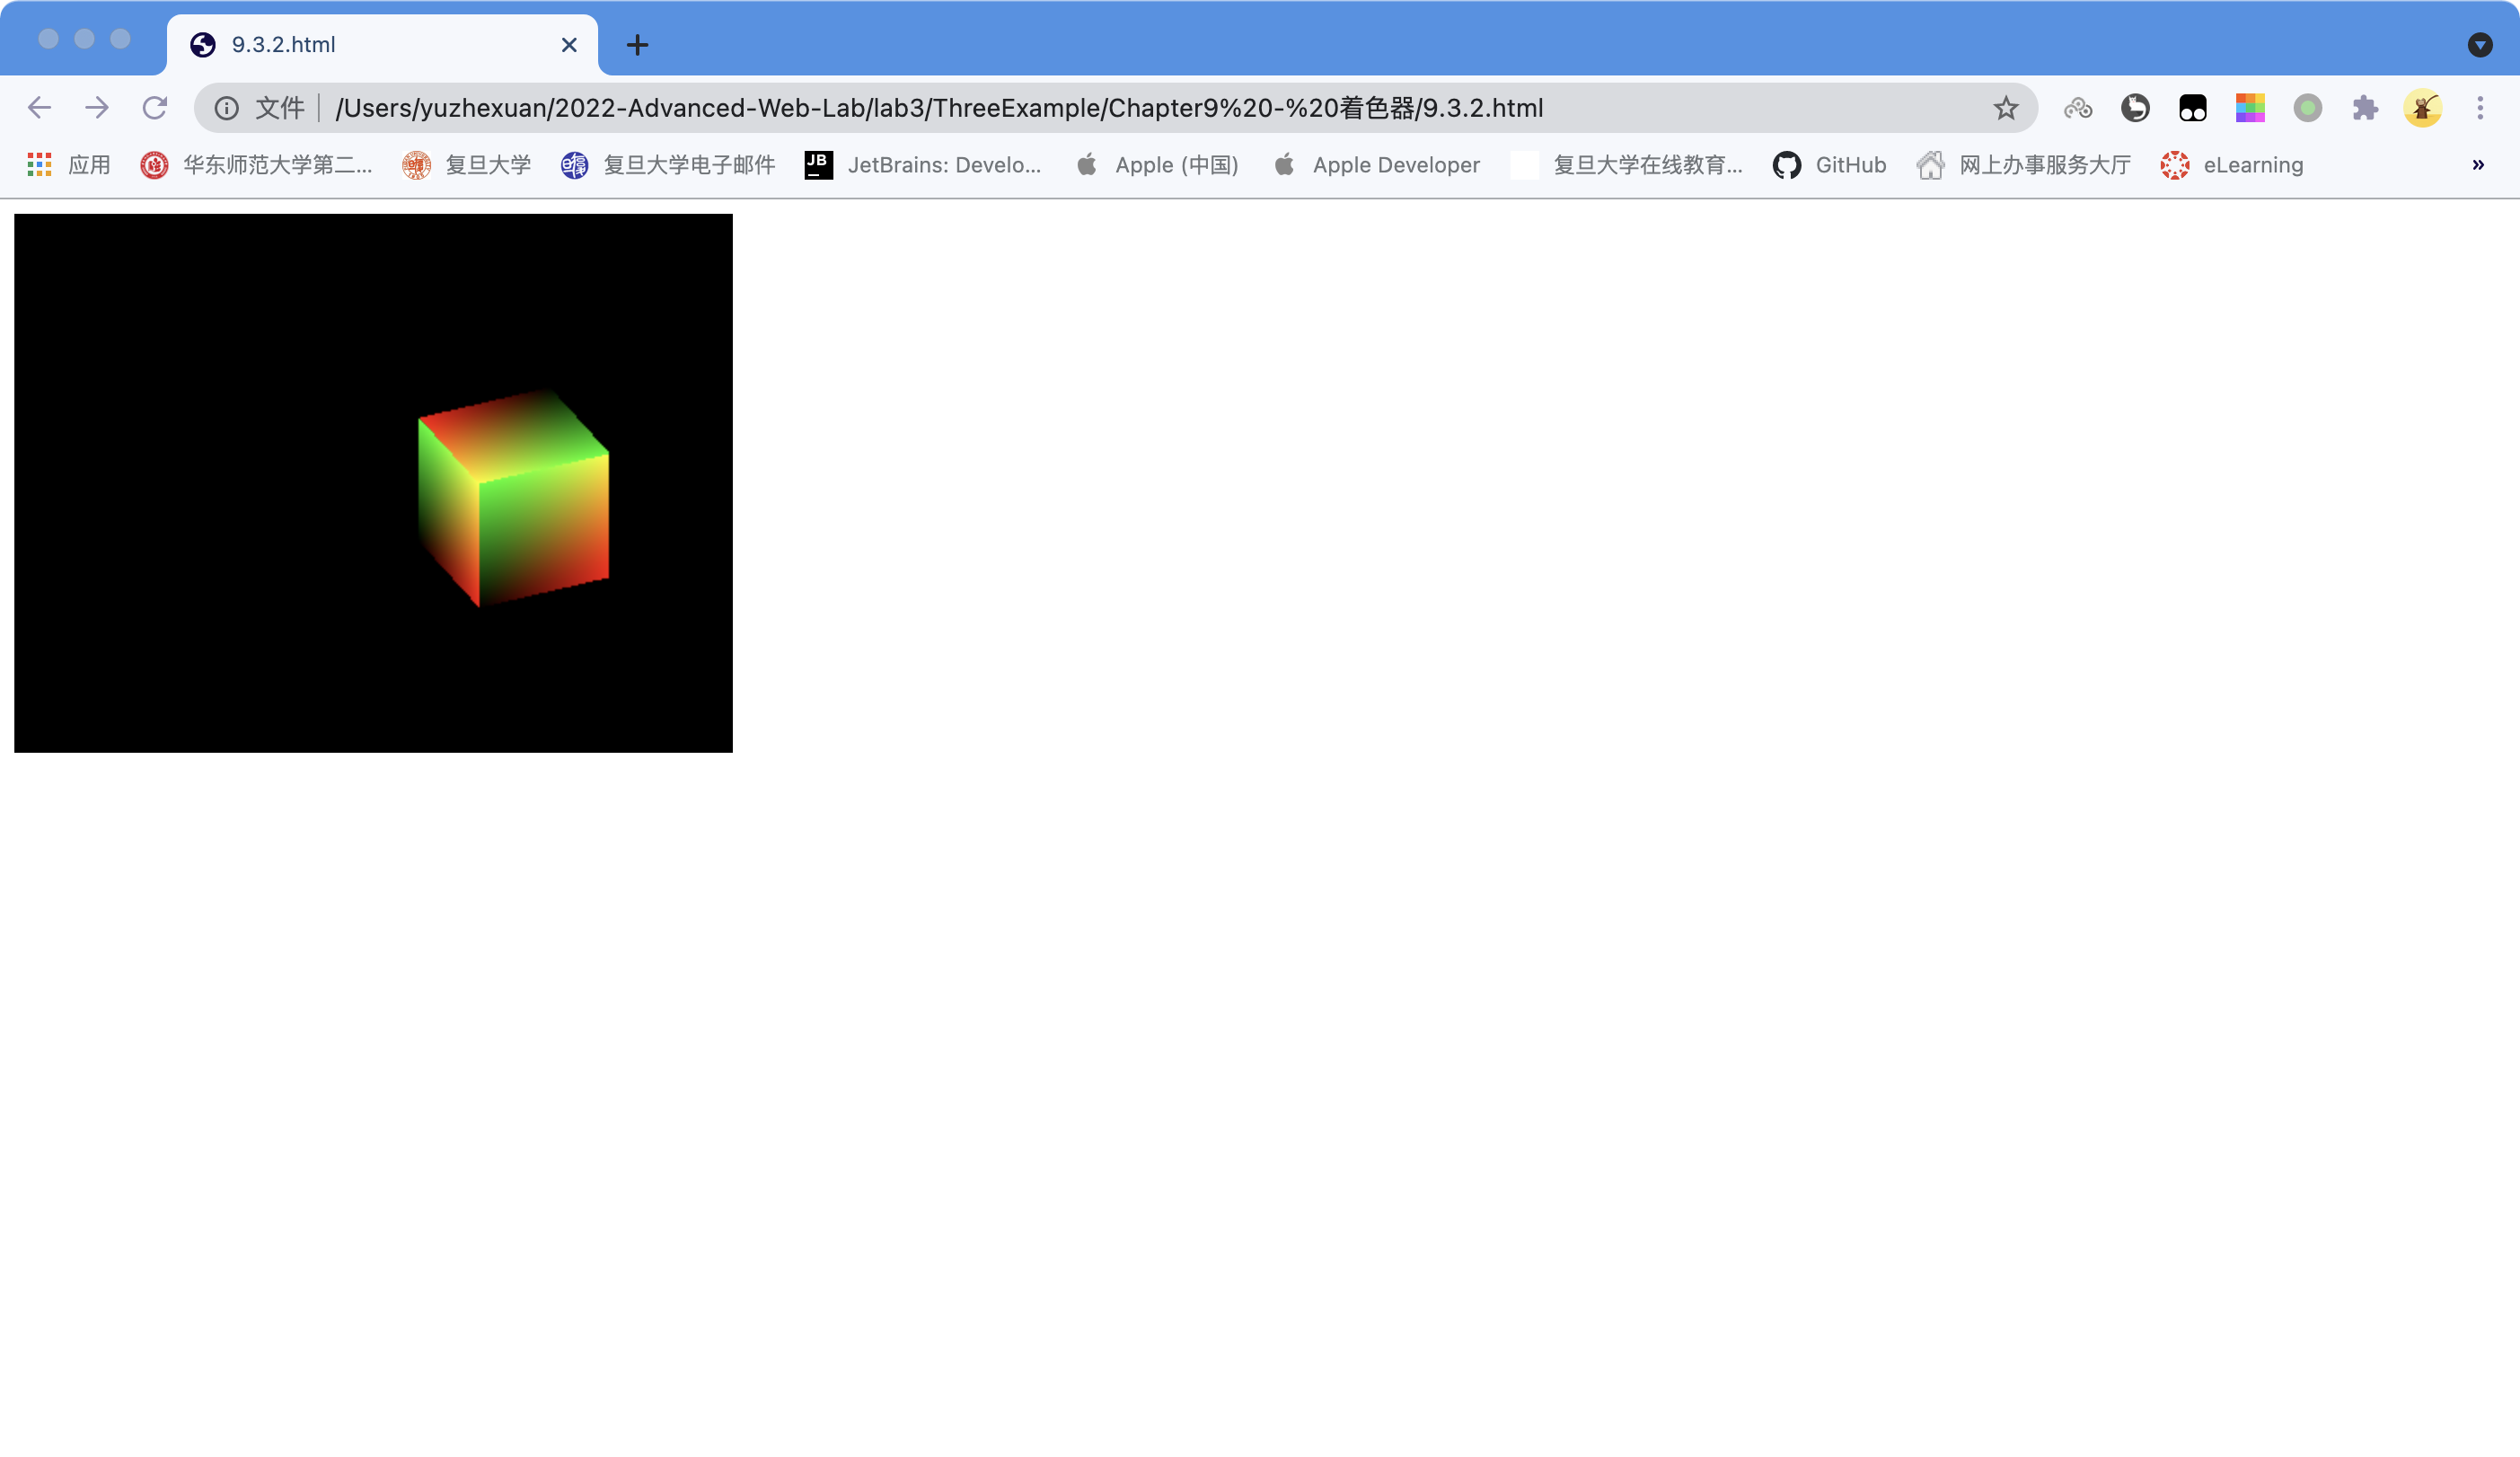 9.3.2.html
文件 /Users/yuzhexuan/2022-Advanced-Web-Lab/lab3/ThreeExample/Chapter9%20-%20着色器/9.3.2.html
应用 华东师范大学第二... 复旦大学 复旦大学电子邮件 JB JetBrains: Develo... Apple (中国) Apple Developer 复旦大学在线教育... GitHub 网上办事服务大厅 eLearning »